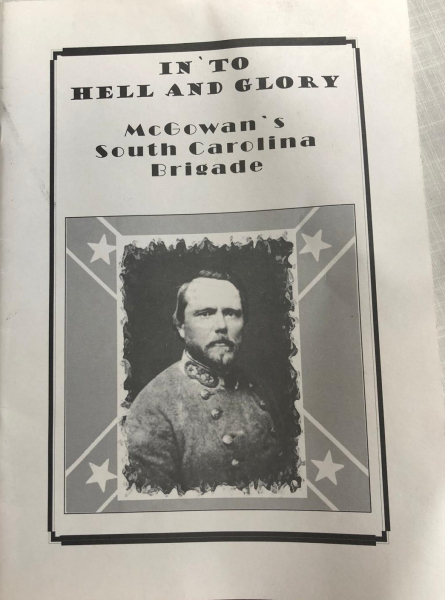 IN`TO
HELL AND GLORY
McGowan`s
South Carolina
Brigade